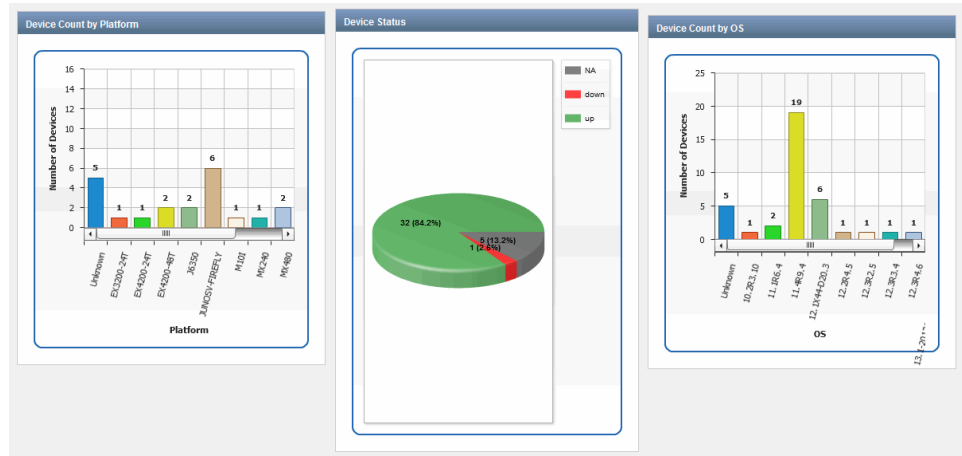 Device Count by Platform
16
14
12
10
8
6
4
2
0
Number of Devices
5
1
1
2
2
6
1
1
2
Unknown
EX3200-24T
EX4200-24T
EX4200-48T
J6350
JUNOSV-FIREFLY
M10I
MX240
MX480
Platform
Device Status
NA
down
up
32 (84.2%)
5 (13.2%)
1 (2.6%)
Device Count by OS
25
20
15
10
5
0
Number of Devices
5
1
2
19
6
1
1
1
1
Unknown
10.2R3.10
11.1R6.4
11.4R9.4
12.1X44-D20.3
12.2R4.5
12.3R2.5
12.3R3.4
12.3R4.6
OS